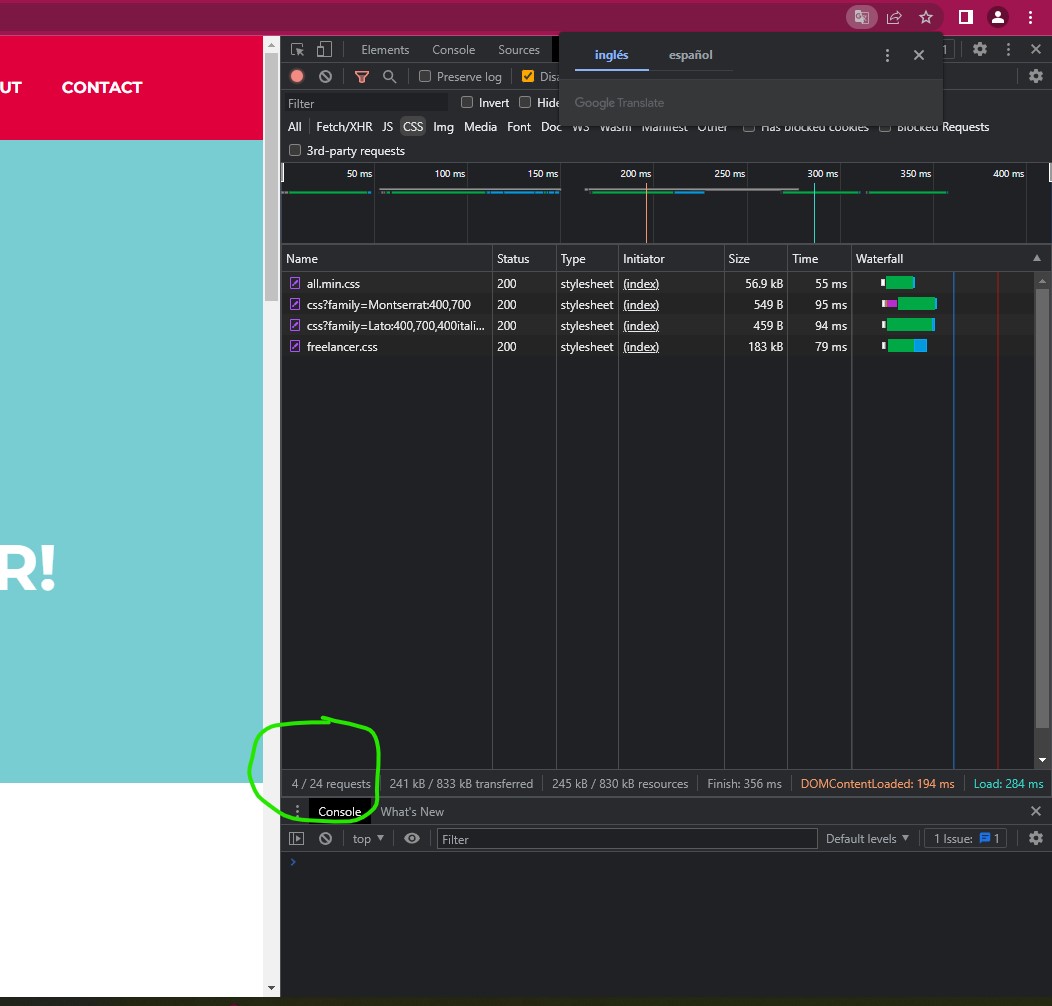 UT CONTACT
R!
Elements Console Sources
1
inglés español
Google Translate
Preserve log
Invert
Filter
All Fetch/XHR JS CSS Img Media Font Doc WS Wasm Manifest Other Has blocked cookies Blocked Requests
3rd-party requests
50 ms 100 ms 150 ms 200 ms 250 ms 300 ms 350 ms 400 ms
Name Status Type Initiator Size Time Waterfall
all.min.css 200 stylesheet (index) 56.9 kB 55 ms
css?family=Montserrat:400,700 200 stylesheet (index) 549 B 95 ms
css?family=Lato:400,700,400itali... 200 stylesheet (index) 459 B 94 ms
freelancer.css 200 stylesheet (index) 183 kB 79 ms
4 / 24 requests 241 kB / 833 kB transferred 245 kB / 830 kB resources Finish: 356 ms DOMContentLoaded: 194 ms Load: 284 ms
Console What's New
top Filter Default levels 1 Issue: 1